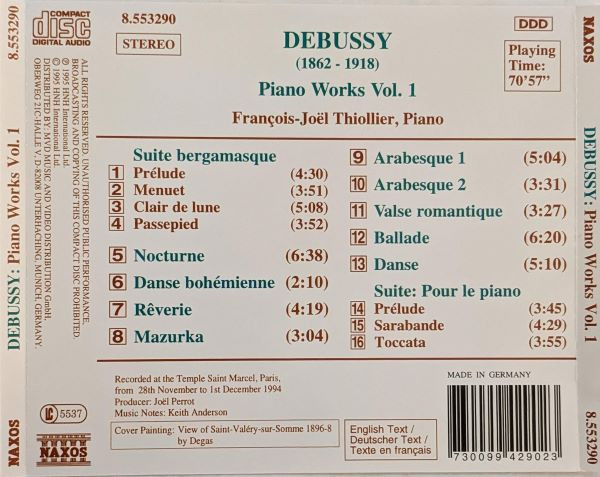 8.553290
DEBUSSY: Piano Works Vol. 1
NAXOS
COMPACT
disc
DIGITAL AUDIO
STEREO
DDD
Playing
Time:
70'57"
DEBUSSY
(1862 - 1918)
Piano Works Vol. 1
François-Joël Thiollier, Piano
ALL RIGHTS RESERVED. UNAUTHORISED PUBLIC PERFORMANCE,
BROADCASTING AND COPYING OF THIS COMPACT DISC PROHIBITED.
℗ 1995 HNH International Ltd.
© 1995 HNH International Ltd.
DISTRIBUTED BY: MVD MUSIC AND VIDEO DISTRIBUTION GmbH,
OBERWEG 21C-HALLE V, D-82008 UNTERHACHING, MUNICH, GERMANY.
Suite bergamasque
1 Prélude (4:30)
2 Menuet (3:51)
3 Clair de lune (5:08)
4 Passepied (3:52)
5 Nocturne (6:38)
6 Danse bohémienne (2:10)
7 Rêverie (4:19)
8 Mazurka (3:04)
9 Arabesque 1 (5:04)
10 Arabesque 2 (3:31)
11 Valse romantique (3:27)
12 Ballade (6:20)
13 Danse (5:10)
Suite: Pour le piano
14 Prélude (3:45)
15 Sarabande (4:29)
16 Toccata (3:55)
Recorded at the Temple Saint Marcel, Paris,
from 28th November to 1st December 1994
Producer: Joël Perrot
Music Notes: Keith Anderson
Cover Painting: View of Saint-Valéry-sur-Somme 1896-8
by Degas
LC 5537
NAXOS
English Text /
Deutscher Text /
Texte en français
MADE IN GERMANY
730099 429023
NAXOS
DEBUSSY: Piano Works Vol. 1
8.553290